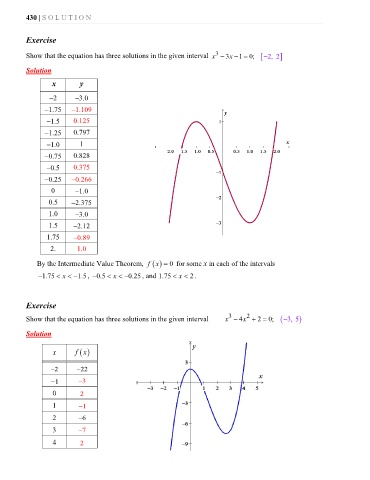 430 | S O L U T I O N
Exercise
Show that the equation has three solutions in the given interval x³ − 3x − 1 = 0; [−2, 2]
Solution
x y
−2 −3.0
−1.75 −1.109
−1.5 0.125
−1.25 0.797
−1.0 1
−0.75 0.828
−0.5 0.375
−0.25 −0.266
0 −1.0
0.5 −2.375
1.0 −3.0
1.5 −2.12
1.75 −0.89
2. 1.0
y
1
x
2.0 1.5 1.0 0.5 0.5 1.0 1.5 2.0
−1
−2
−3
By the Intermediate Value Theorem, f(x) = 0 for some x in each of the intervals
−1.75 < x < −1.5 , −0.5 < x < −0.25 , and 1.75 < x < 2 .
Exercise
Show that the equation has three solutions in the given interval x³ − 4x² + 2 = 0; (−3, 5)
Solution
x f(x)
−2 −22
−1 −3
0 2
1 −1
2 −6
3 −7
4 2
y
3
x
−3 −2 −1 1 2 3 4 5
−3
−6
−9